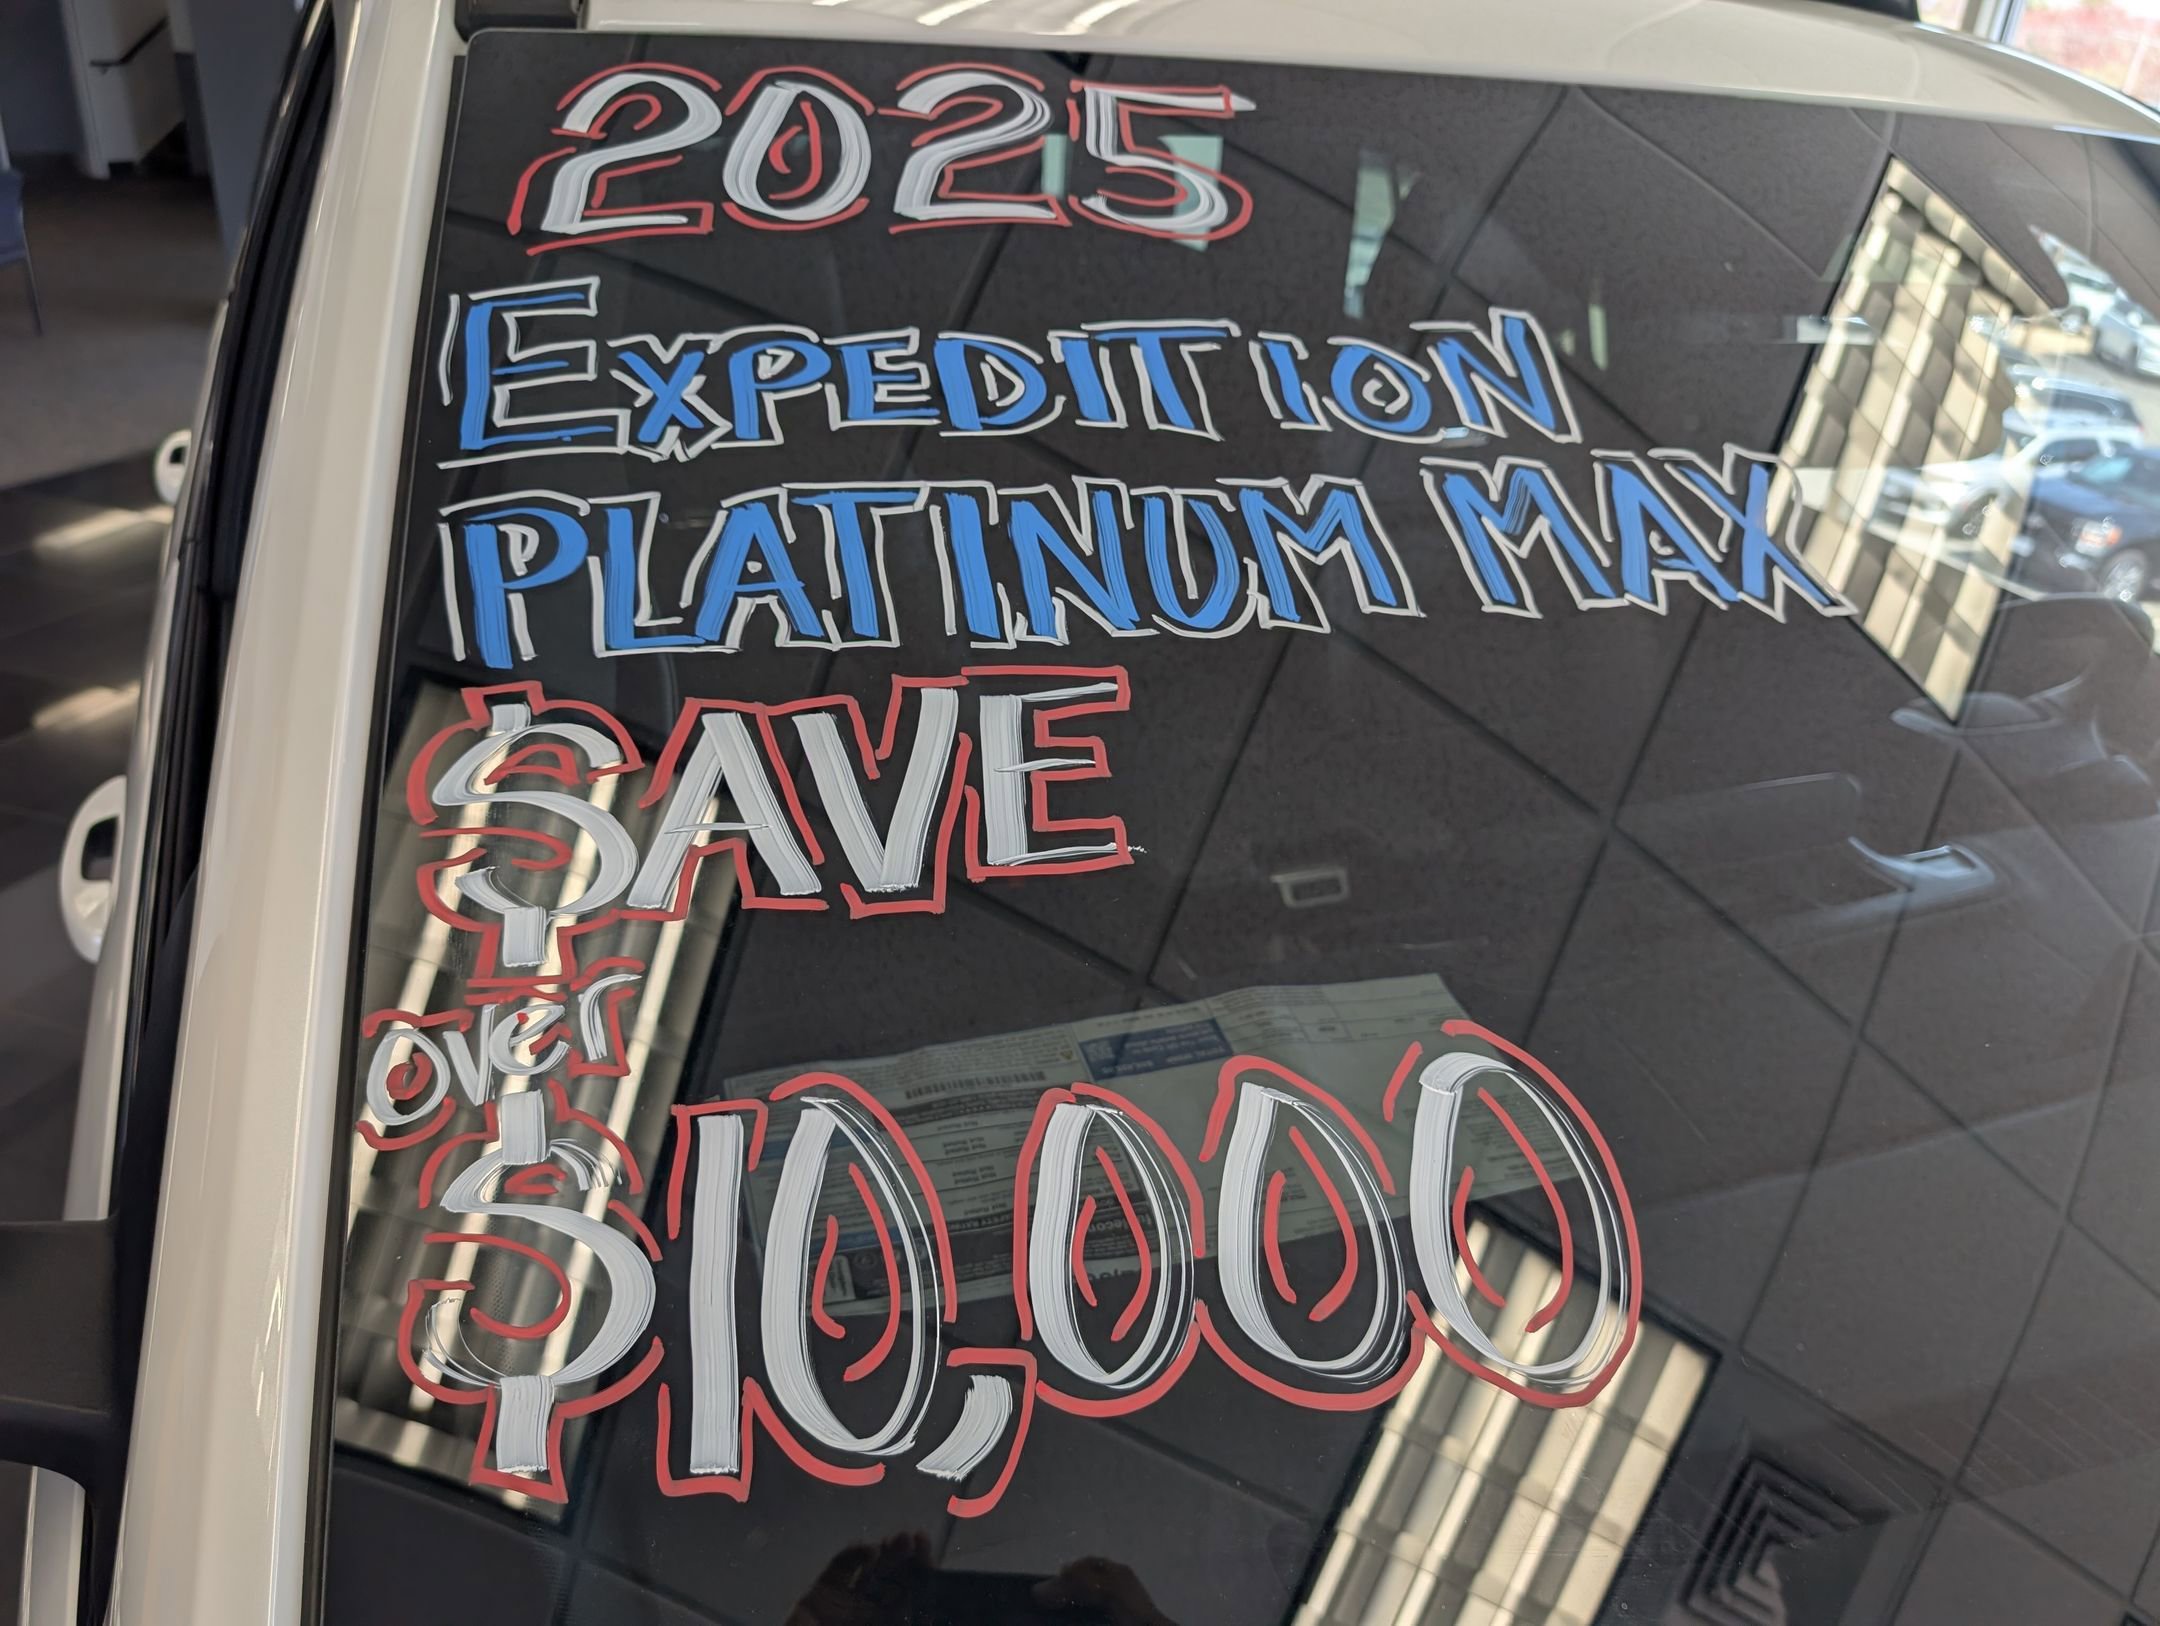 2025
EXPEDITION
PLATINUM MAX
$AVE
over
$10,000